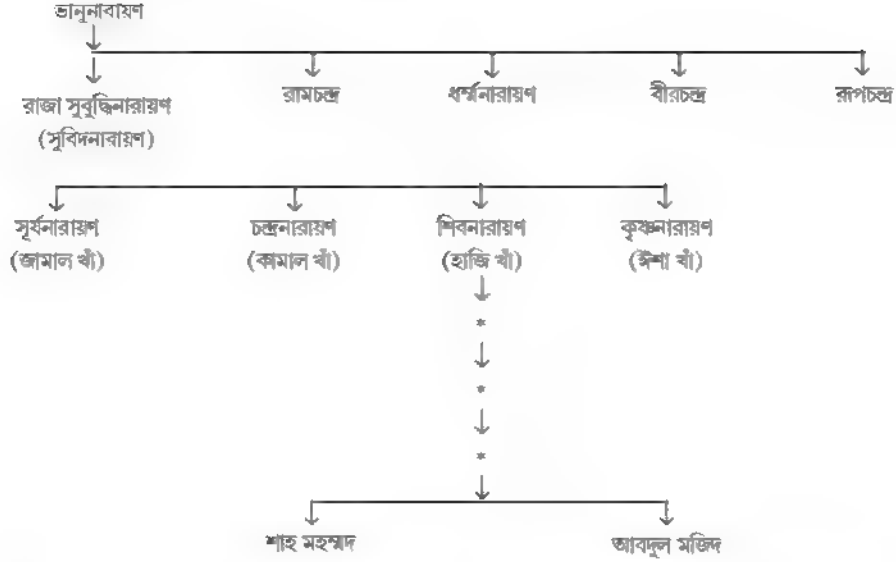 ভানুনাবায়ণ
রাজা সুবুদ্ধিনারায়ণ রামচন্দ্র ধর্ম্মনারায়ণ বীরচন্দ্র রূপচন্দ্র
(সুবিদনারায়ণ)
সূর্যনারায়ণ চন্দ্রনারায়ণ শিবনারায়ণ কৃষ্ণনারায়ণ
(জামাল খাঁ) (কামাল খাঁ) (হাজি খাঁ) (ঈশা খাঁ)
*
*
*
শাহ মহম্মদ আবদুল মজিদ